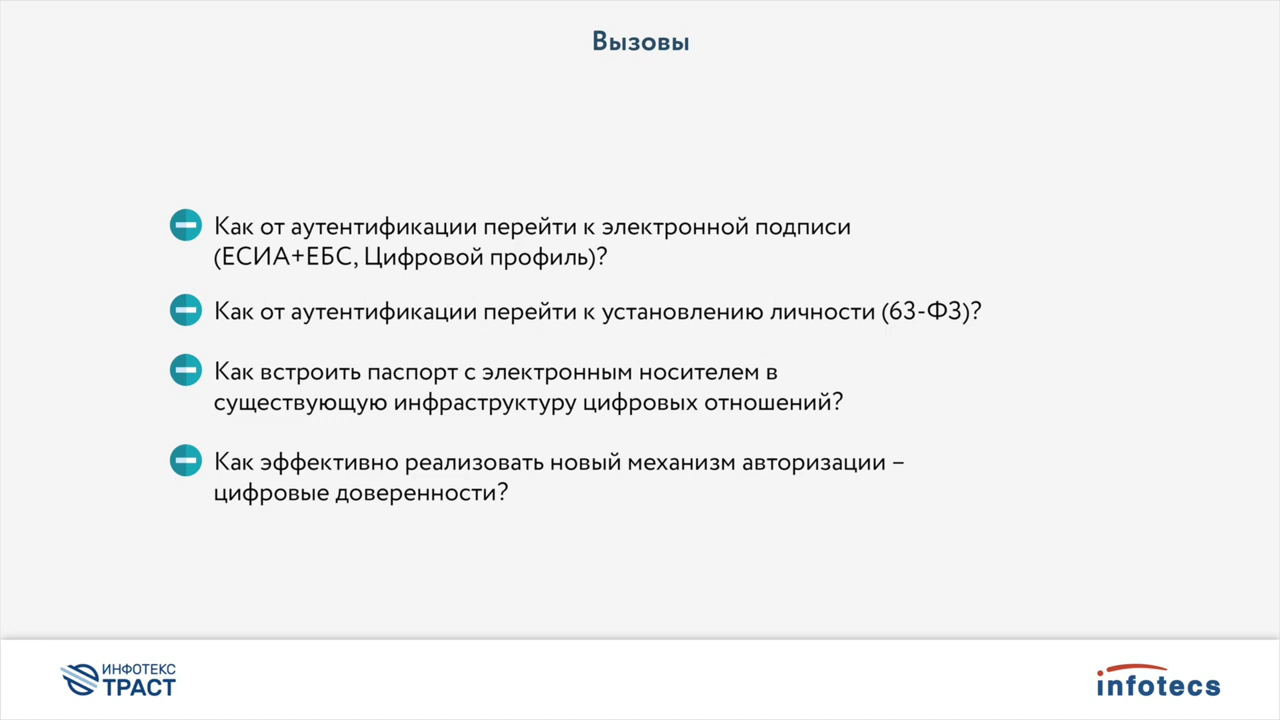 Вызовы
Как от аутентификации перейти к электронной подписи
(ЕСИА+ЕБС, Цифровой профиль)?
Как от аутентификации перейти к установлению личности (63-ФЗ)?
Как встроить паспорт с электронным носителем в
существующую инфраструктуру цифровых отношений?
Как эффективно реализовать новый механизм авторизации –
цифровые доверенности?
ИНФОТЕКС
ТРАСТ
infotecs